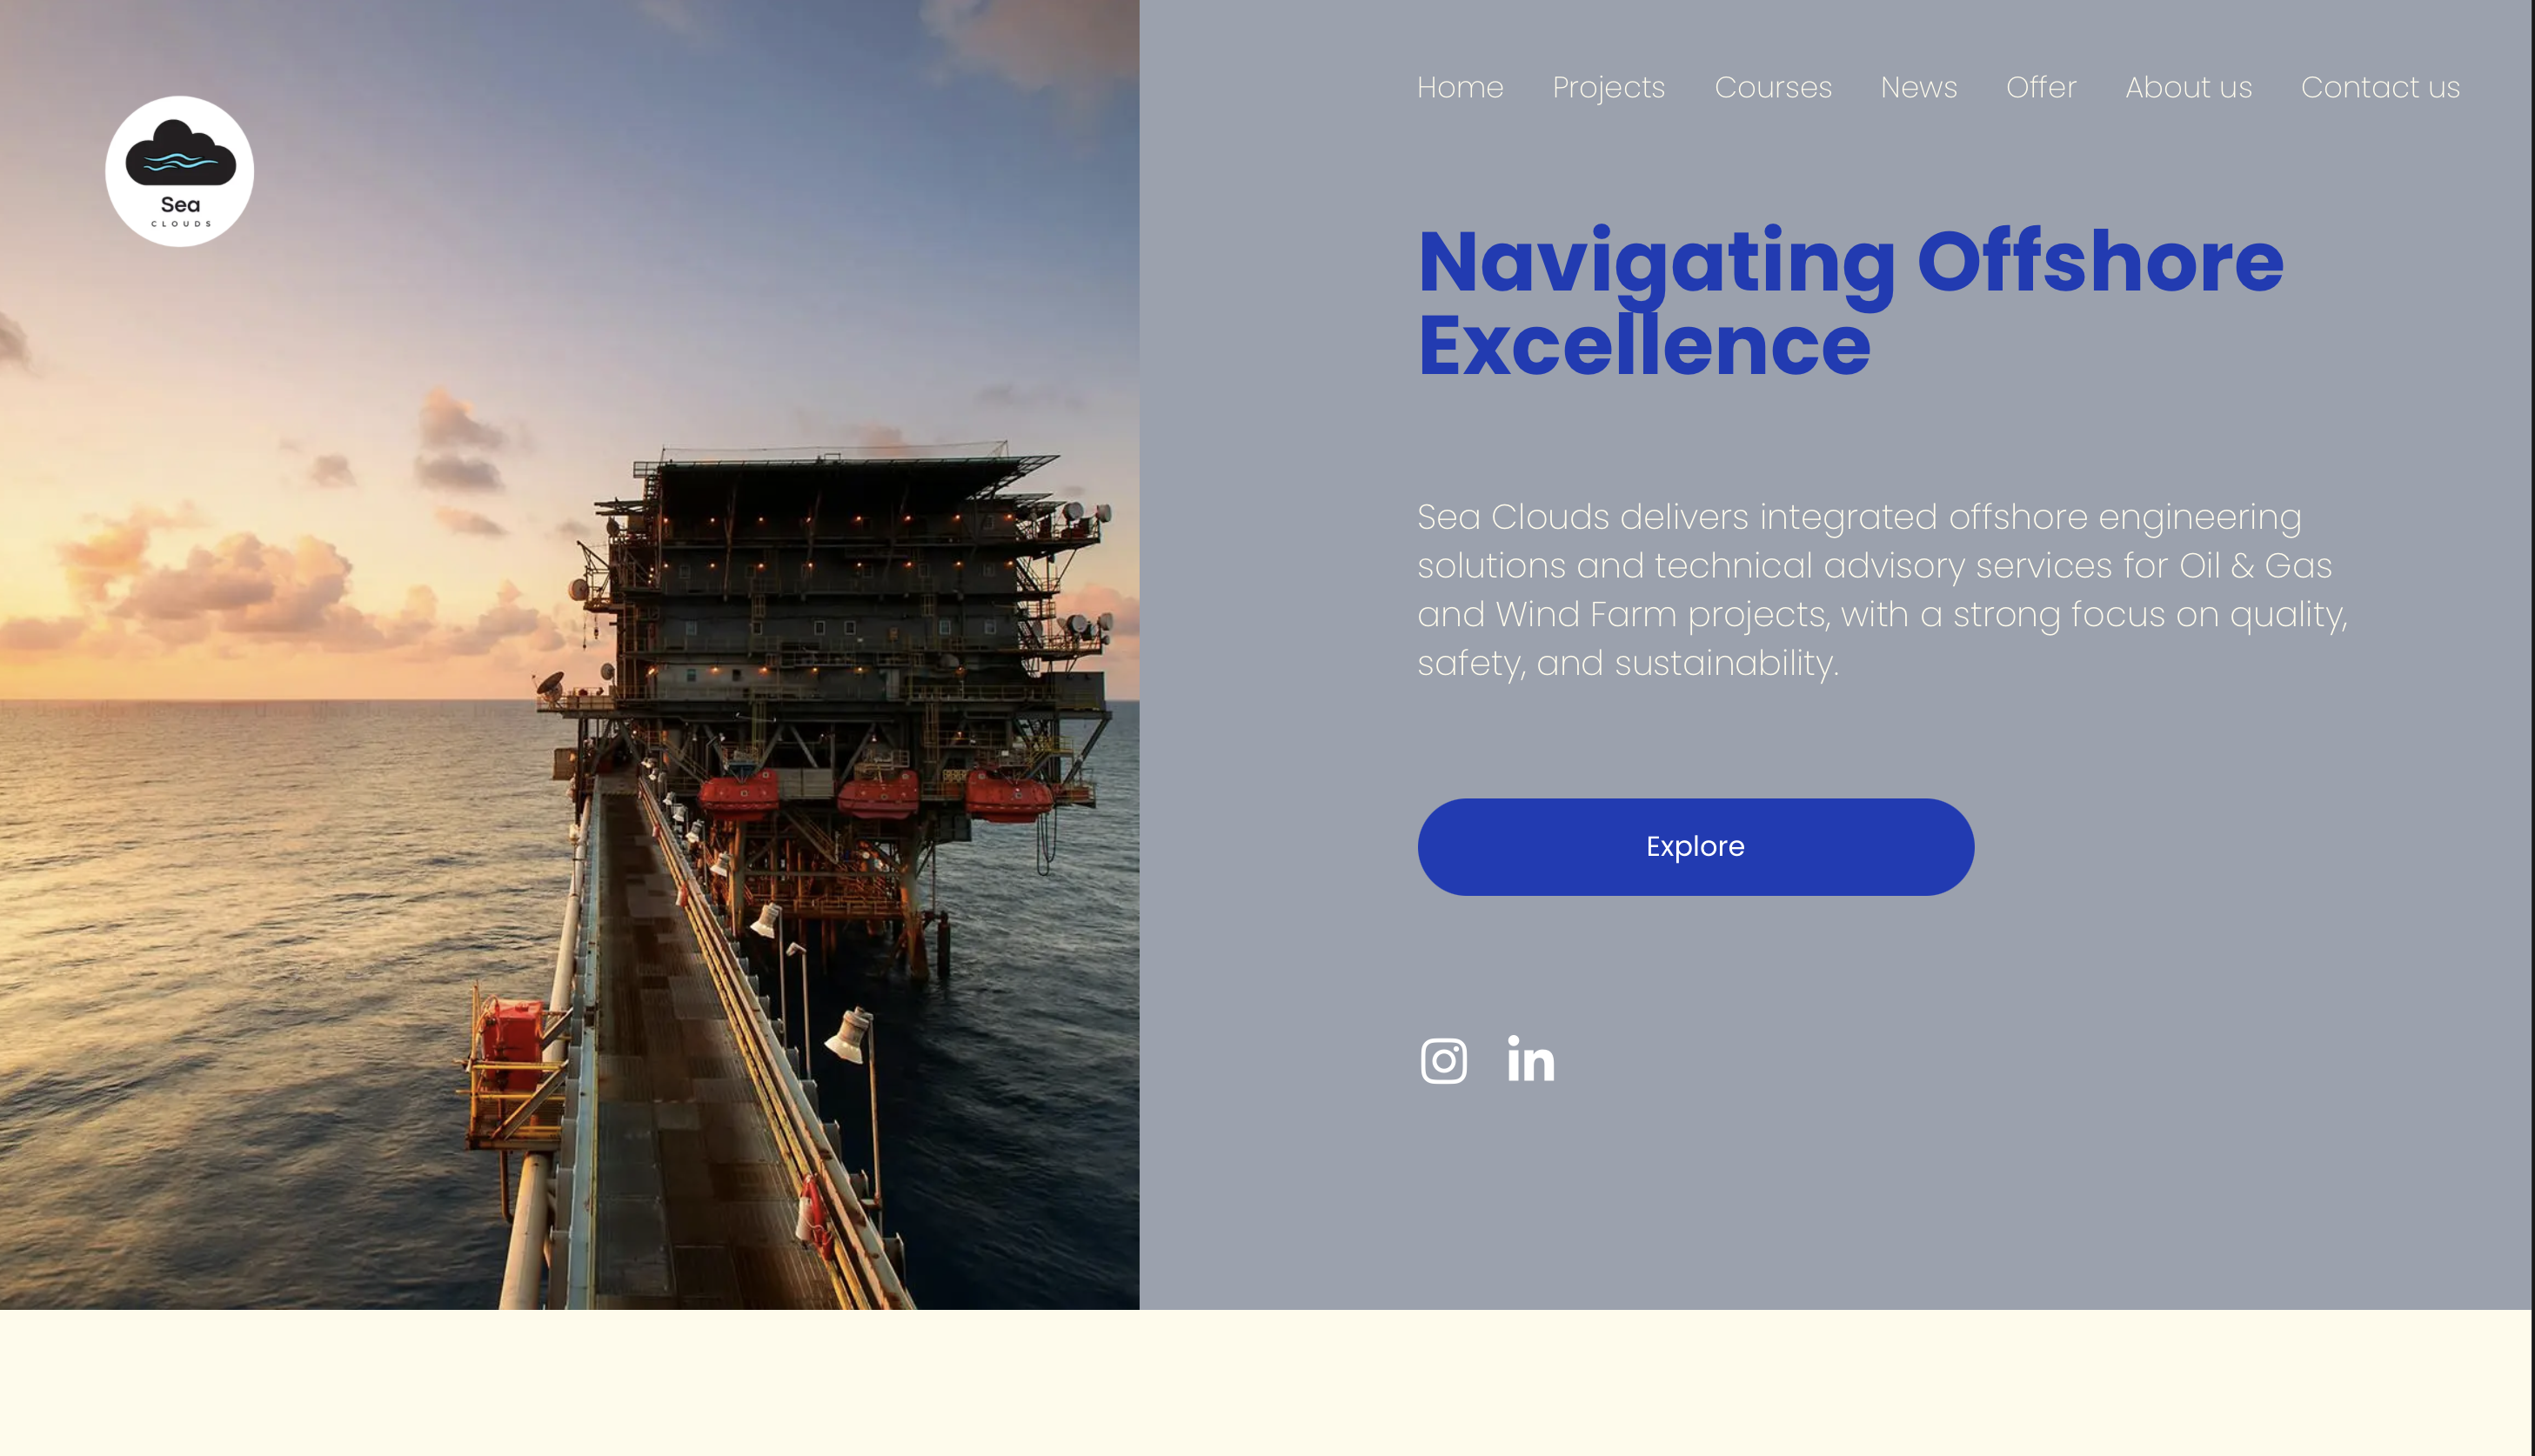 Sea
CLOUDS
Home Projects Courses News Offer About us Contact us
Navigating Offshore
Excellence
Sea Clouds delivers integrated offshore engineering
solutions and technical advisory services for Oil & Gas
and Wind Farm projects, with a strong focus on quality,
safety, and sustainability.
Explore
in